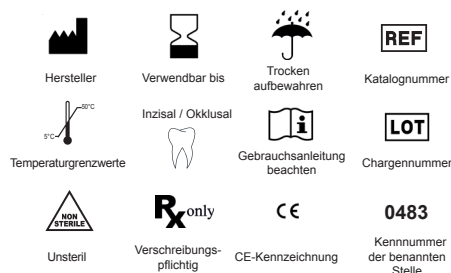 REF
Hersteller
Verwendbar bis
Trocken
aufbewahren
Katalognummer
50°C
5°C
Temperaturgrenzwerte
Inzisal / Okklusal
i
Gebrauchsanleitung
beachten
LOT
Chargennummer
NON
STERILE
Unsteril
Rx only
Verschreibungs-
pflichtig
CE
CE-Kennzeichnung
0483
Kennnummer
der benannten
Stelle